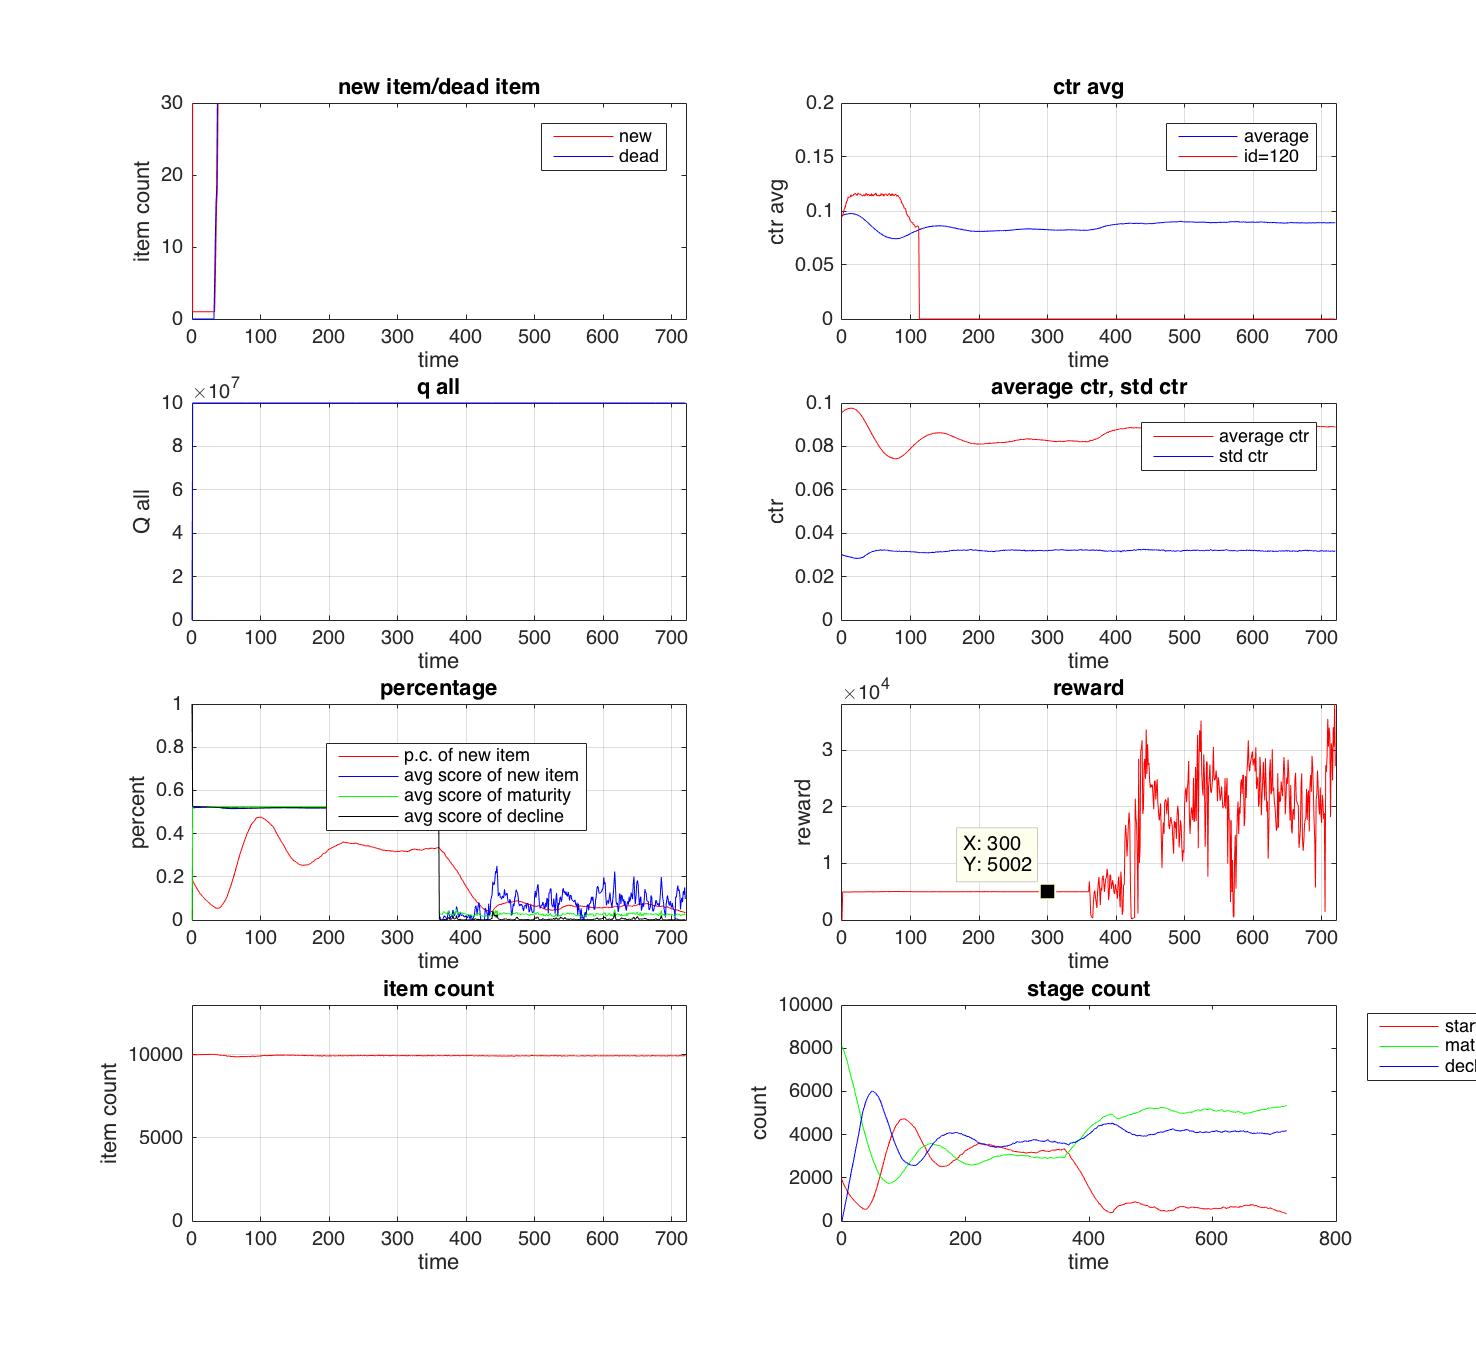 new item/dead item
30
20
10
0
item count
new
dead
0 100 200 300 400 500 600 700
time
ctr avg
0.2
0.15
0.1
0.05
0
ctr avg
average
id=120
0 100 200 300 400 500 600 700
time
q all
×10^7
10
8
6
4
2
0
Q all
0 100 200 300 400 500 600 700
time
average ctr, std ctr
0.1
0.08
0.06
0.04
0.02
0
ctr
average ctr
std ctr
0 100 200 300 400 500 600 700
time
percentage
1
0.8
0.6
0.4
0.2
0
percent
p.c. of new item
avg score of new item
avg score of maturity
avg score of decline
0 100 200 300 400 500 600 700
time
reward
×10^4
3
2
1
0
reward
X: 300
Y: 5002
0 100 200 300 400 500 600 700
time
item count
10000
5000
0
item count
0 100 200 300 400 500 600 700
time
stage count
10000
8000
6000
4000
2000
0
count
0 200 400 600 800
time